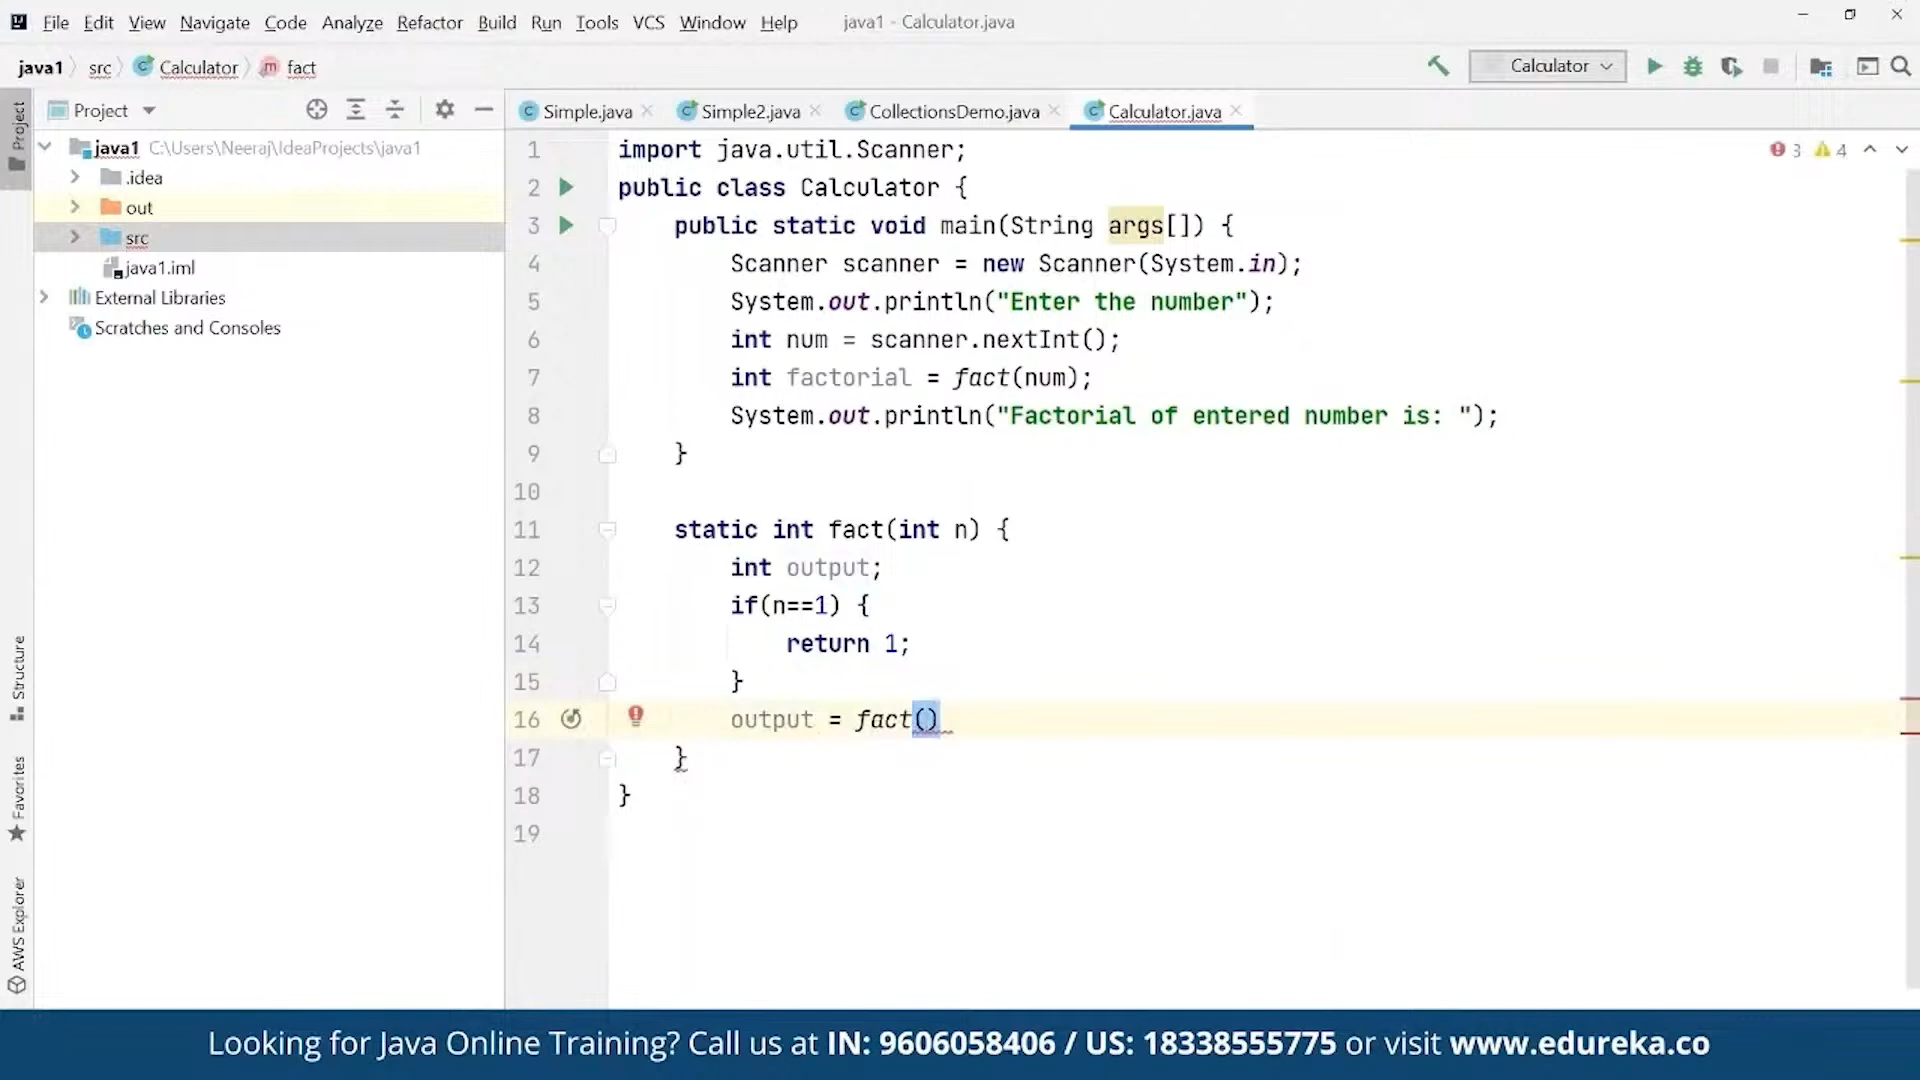 File Edit View Navigate Code Analyze Refactor Build Run Tools VCS Window Help java1 - Calculator.java
java1 src Calculator fact
Calculator
Project
Simple.java Simple2.java CollectionsDemo.java Calculator.java
java1 C:\Users\Neeraj\IdeaProjects\java1
.idea
out
src
java1.iml
External Libraries
Scratches and Consoles
Project
Structure
Favorites
AWS Explorer
3 4
1 import java.util.Scanner;
2 public class Calculator {
3 public static void main(String args[]) {
4 Scanner scanner = new Scanner(System.in);
5 System.out.println("Enter the number");
6 int num = scanner.nextInt();
7 int factorial = fact(num);
8 System.out.println("Factorial of entered number is: ");
9 }
10
11 static int fact(int n) {
12 int output;
13 if(n==1) {
14 return 1;
15 }
16 output = fact()
17 }
18 }
19
Looking for Java Online Training? Call us at IN: 9606058406 / US: 18338555775 or visit www.edureka.co